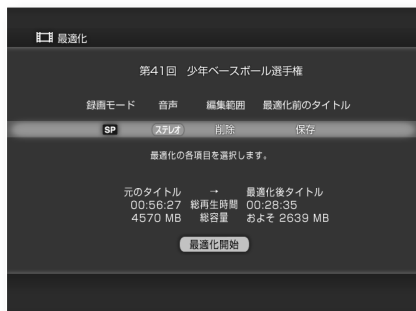 最適化
第41回 少年ベースボール選手権
録画モード 音声 編集範囲 最適化前のタイトル
SP ステレオ 削除 保存
最適化の各項目を選択します。
元のタイトル → 最適化後タイトル
00:56:27 総再生時間 00:28:35
4570 MB 総容量 およそ 2639 MB
最適化開始